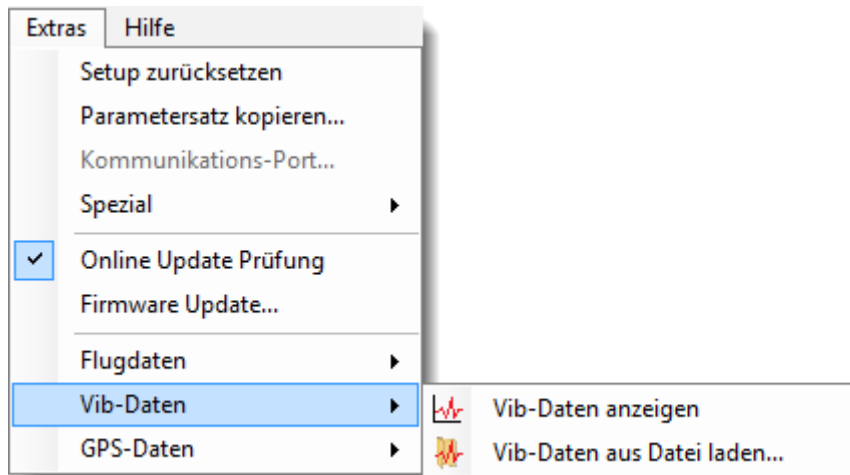 Extras Hilfe
Setup zurücksetzen
Parametersatz kopieren...
Kommunikations-Port...
Spezial
Online Update Prüfung
Firmware Update...
Flugdaten
Vib-Daten
GPS-Daten
Vib-Daten anzeigen
Vib-Daten aus Datei laden...